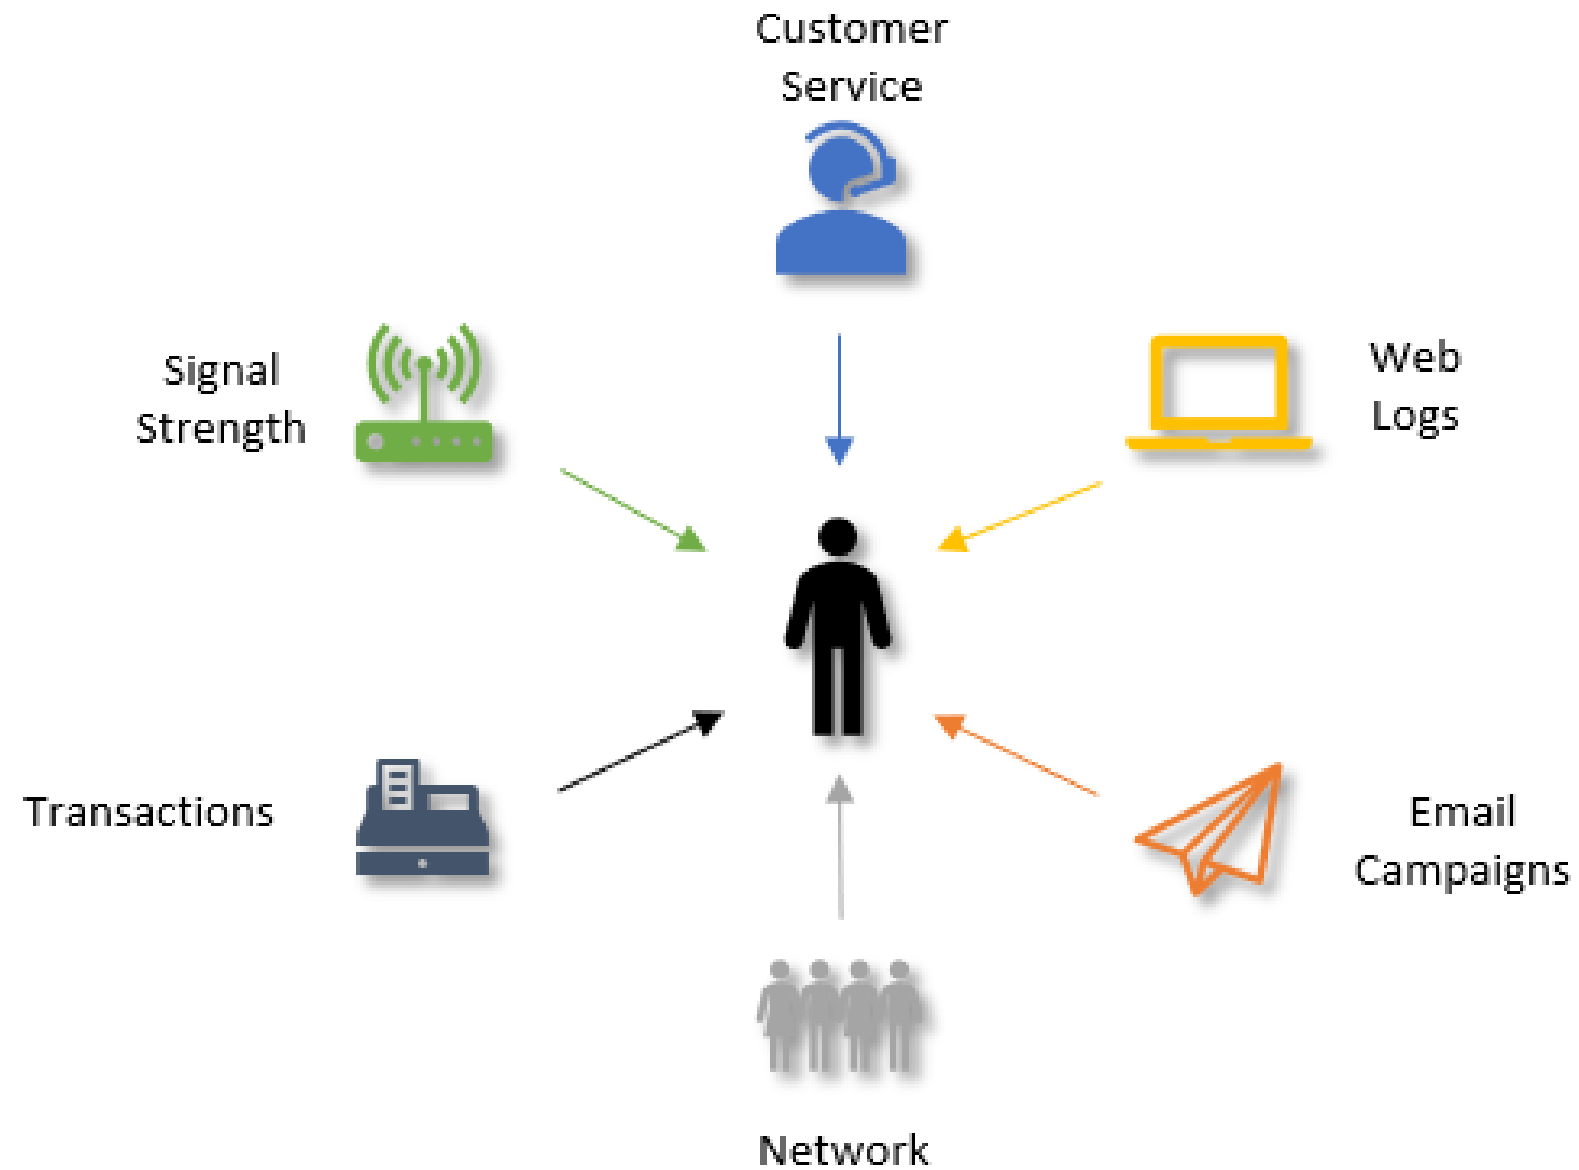 Customer
Service
Signal
Strength
Web
Logs
Transactions
Email
Campaigns
Network